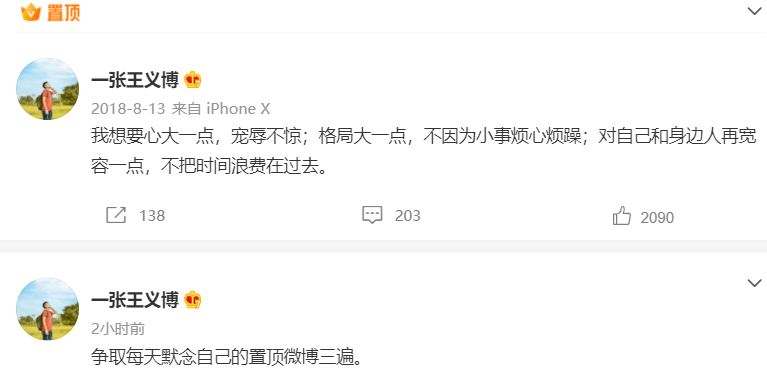 置顶
一张王义博
2018-8-13 来自 iPhone X
我想要心大一点，宠辱不惊；格局大一点，不因为小事烦心烦躁；对自己和身边人再宽
容一点，不把时间浪费在过去。
138 203 2090
一张王义博
2小时前
争取每天默念自己的置顶微博三遍。